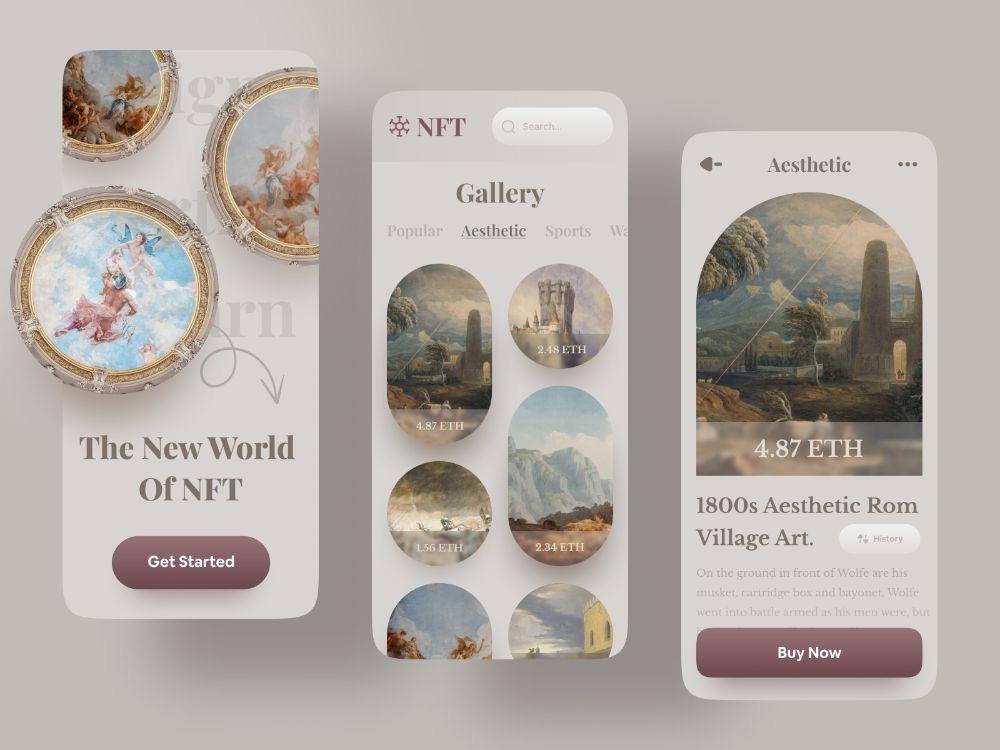 The New World
Of NFT
Get Started
NFT
Search...
Gallery
Popular Aesthetic Sports Wa
4.87 ETH
2.48 ETH
1.56 ETH
2.34 ETH
Aesthetic
4.87 ETH
1800s Aesthetic Rom
Village Art.
History
On the ground in front of Wolfe are his
musket, cartridge box and bayonet. Wolfe
went into battle armed as his men were, but
Buy Now